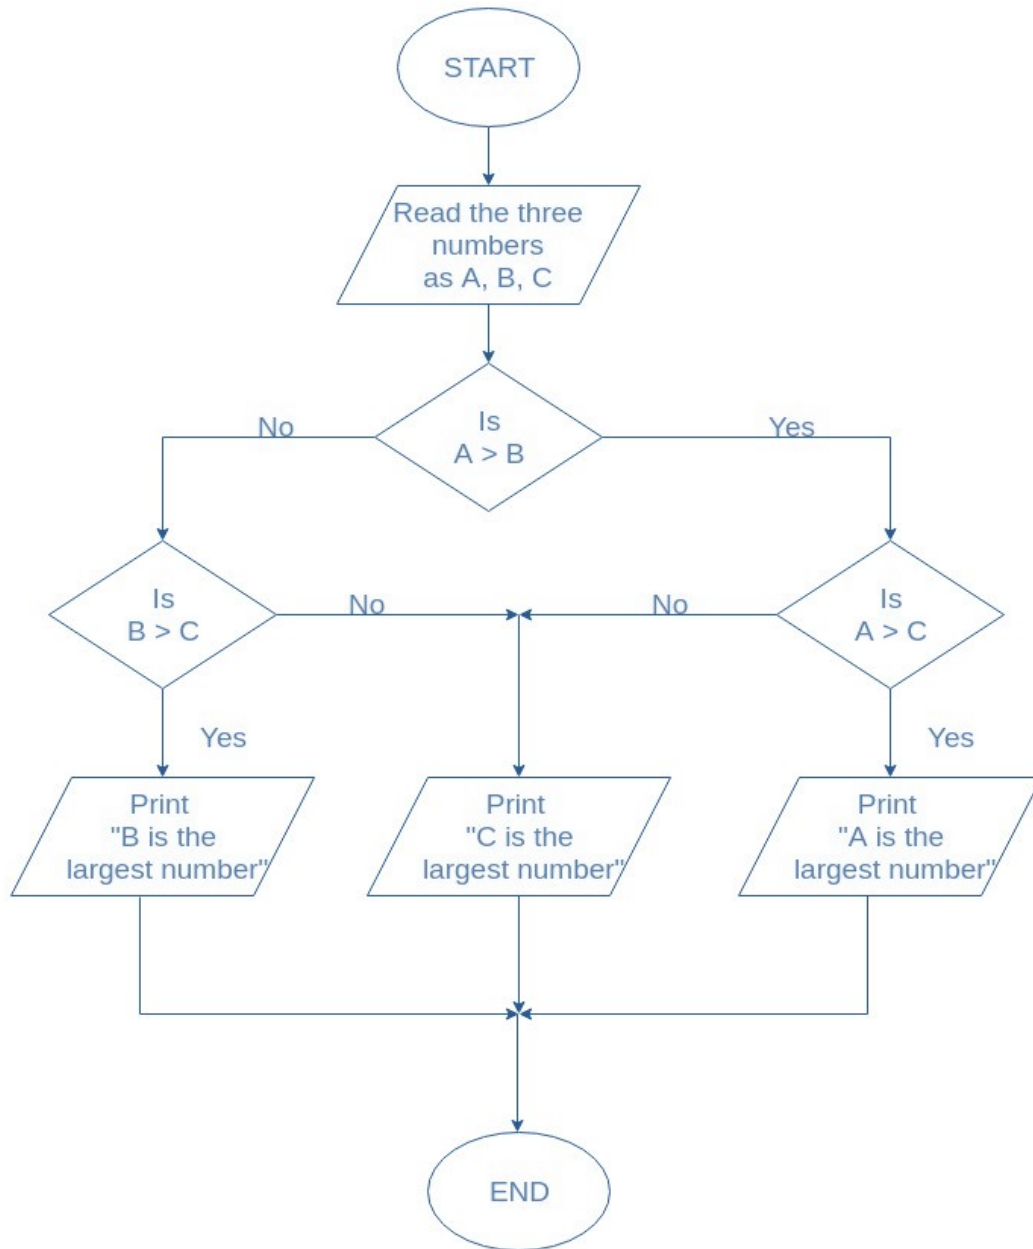 START
Read the three
numbers
as A, B, C
Is
A > B
No
Yes
Is
B > C
No
No
Is
A > C
Yes
Yes
Print
"B is the
largest number"
Print
"C is the
largest number"
Print
"A is the
largest number"
END